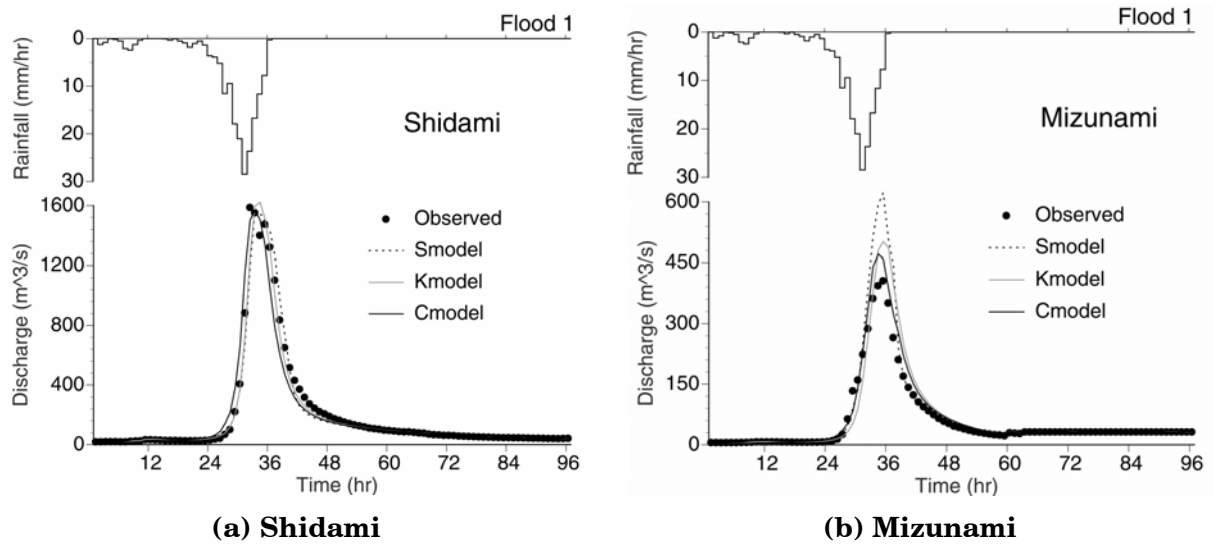 Flood 1
0
10
20
30
Rainfall (mm/hr)
Shidami
1600
1200
800
400
0
Discharge (m^3/s)
Observed
Smodel
Kmodel
Cmodel
12 24 36 48 60 72 84 96
Time (hr)
(a) Shidami
Flood 1
0
10
20
30
Rainfall (mm/hr)
Mizunami
600
450
300
150
0
Discharge (m^3/s)
Observed
Smodel
Kmodel
Cmodel
12 24 36 48 60 72 84 96
Time (hr)
(b) Mizunami